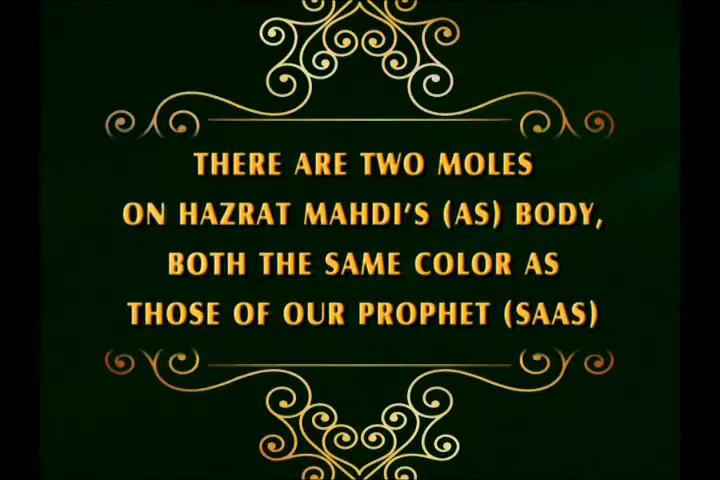 THERE ARE TWO MOLES
ON HAZRAT MAHDI'S (AS) BODY,
BOTH THE SAME COLOR AS
THOSE OF OUR PROPHET (SAAS)